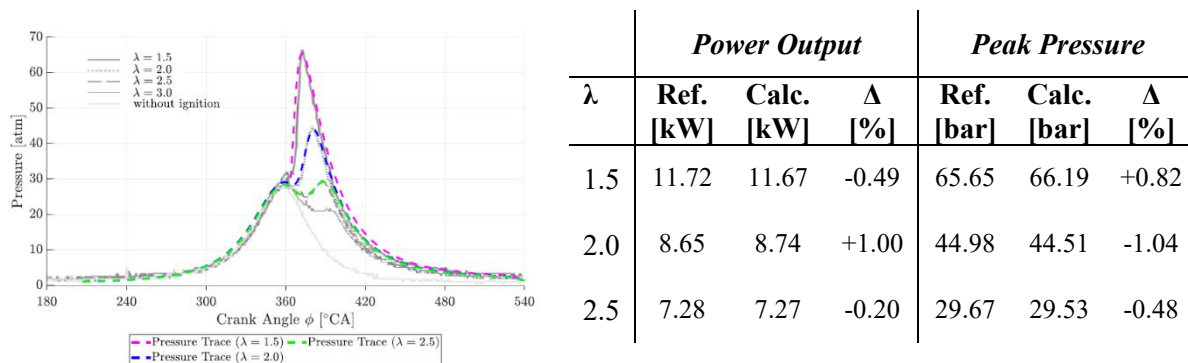 70
60
50
40
30
20
10
0
Pressure [atm]
λ = 1.5
λ = 2.0
λ = 2.5
λ = 3.0
without ignition
180 240 300 360 420 480 540
Crank Angle ϕ [°CA]
Pressure Trace (λ = 1.5) Pressure Trace (λ = 2.5)
Pressure Trace (λ = 2.0)
Power Output Peak Pressure
λ Ref. Calc. Δ Ref. Calc. Δ
[kW] [kW] [%] [bar] [bar] [%]
1.5 11.72 11.67 -0.49 65.65 66.19 +0.82
2.0 8.65 8.74 +1.00 44.98 44.51 -1.04
2.5 7.28 7.27 -0.20 29.67 29.53 -0.48